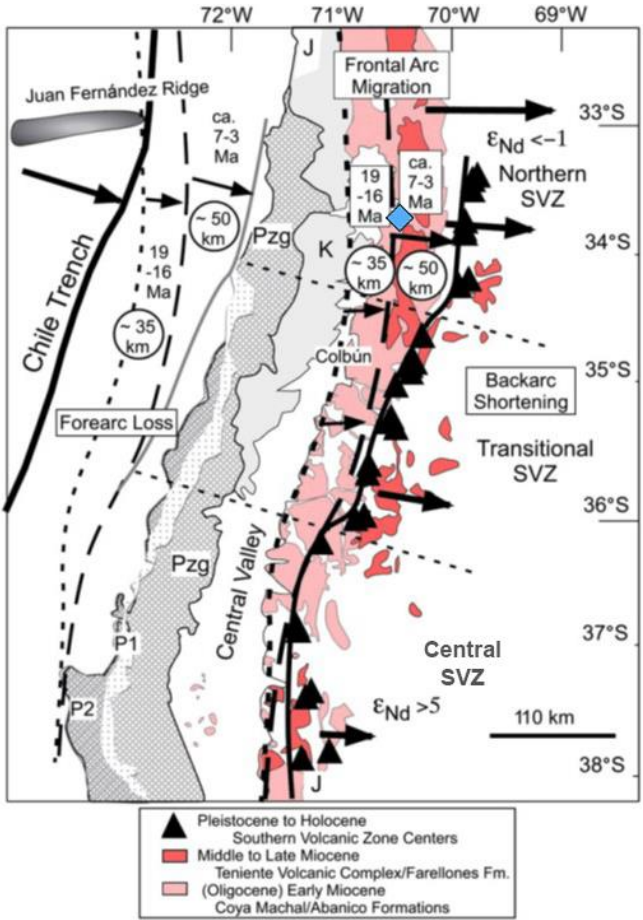 72°W 71°W 70°W 69°W
J
Frontal Arc
Migration
Juan Fernández Ridge
33°S
ca.
7-3
Ma
εNd <-1
Northern
SVZ
19
-16
Ma
ca.
7-3
Ma
~ 50
km
Pzg
K
34°S
19
-16
Ma
~ 35
km
~ 50
km
Chile Trench
~ 35
km
Colbún
35°S
Backarc
Shortening
Forearc Loss
Transitional
SVZ
36°S
Pzg
Central Valley
P1
37°S
Central
SVZ
P2
εNd >5
110 km
38°S
J
Pleistocene to Holocene
Southern Volcanic Zone Centers
Middle to Late Miocene
Teniente Volcanic Complex/Farellones Fm.
(Oligocene) Early Miocene
Coya Machal/Abanico Formations